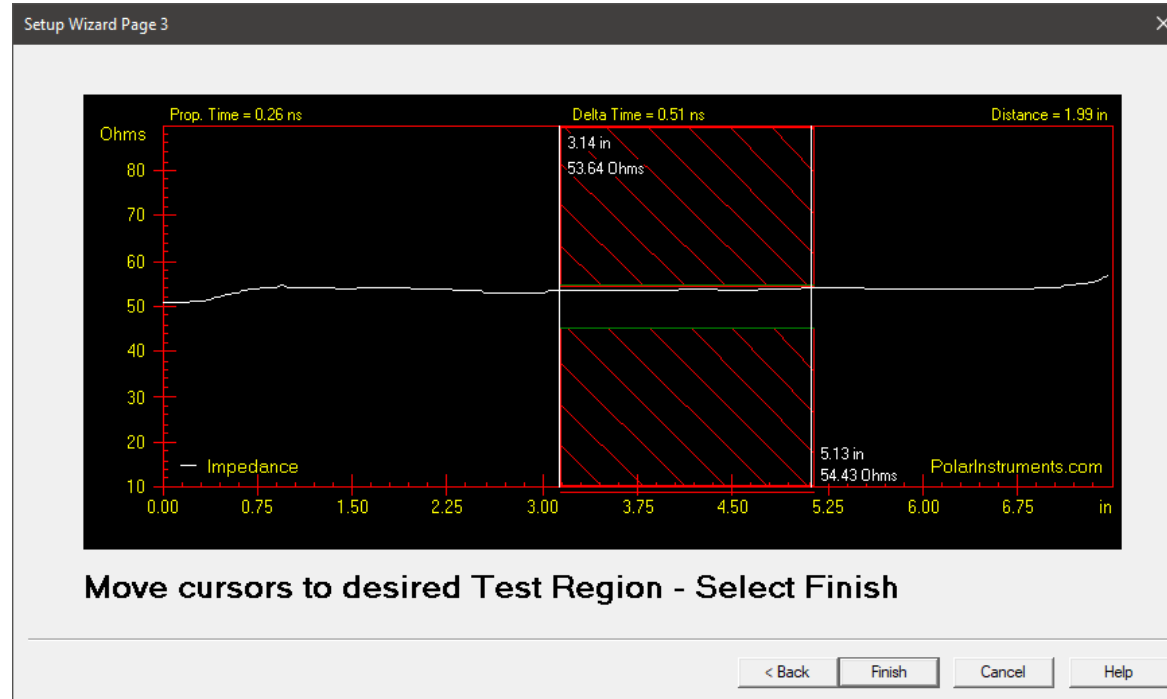 Setup Wizard Page 3
Prop. Time = 0.26 ns
Delta Time = 0.51 ns
Distance = 1.99 in
Ohms
3.14 in
53.64 Ohms
80
70
60
50
40
30
20
10
5.13 in
54.43 Ohms
Impedance
PolarInstruments.com
0.00 0.75 1.50 2.25 3.00 3.75 4.50 5.25 6.00 6.75 in
Move cursors to desired Test Region - Select Finish
< Back
Finish
Cancel
Help